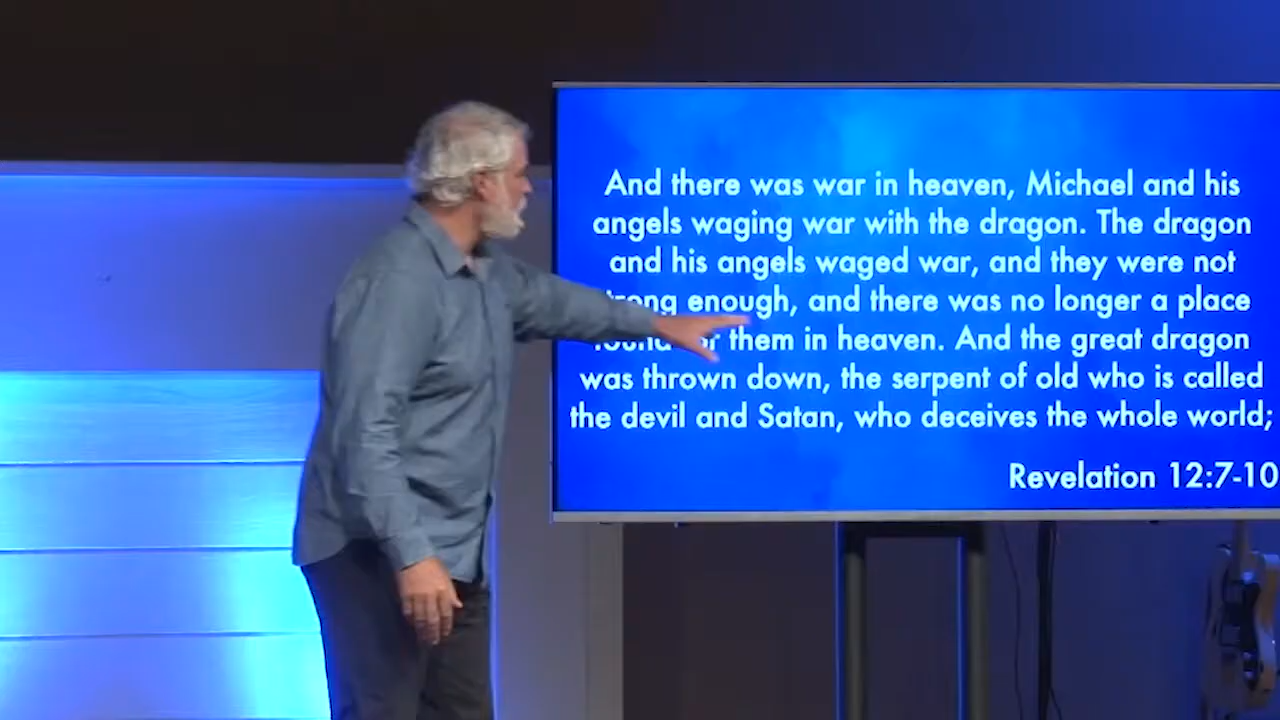 And there was war in heaven, Michael and his
angels waging war with the dragon. The dragon
and his angels waged war, and they were not
strong enough, and there was no longer a place
found for them in heaven. And the great dragon
was thrown down, the serpent of old who is called
the devil and Satan, who deceives the whole world;
Revelation 12:7-10